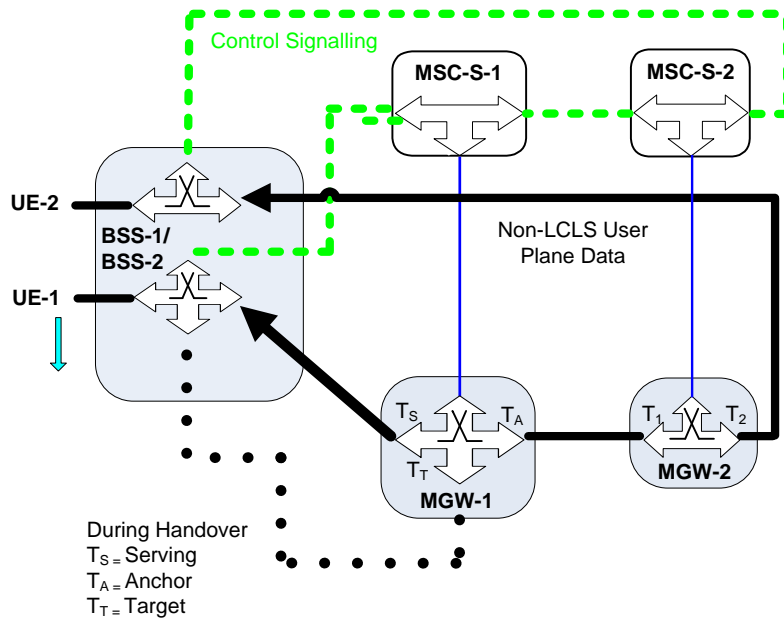 Control Signalling
MSC-S-1
MSC-S-2
UE-2
BSS-1/
BSS-2
UE-1
Non-LCLS User
Plane Data
TS
TA
TT
MGW-1
T1
T2
MGW-2
During Handover
TS = Serving
TA = Anchor
TT = Target